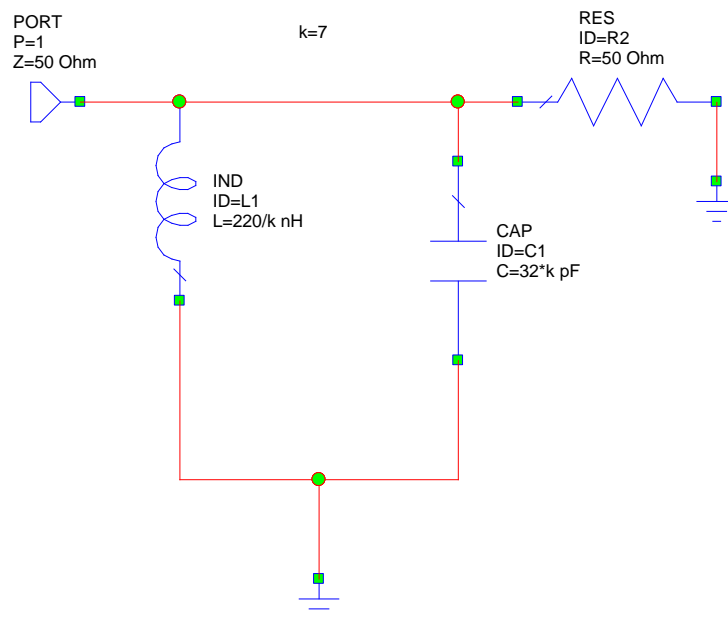 PORT
P=1
Z=50 Ohm
k=7
RES
ID=R2
R=50 Ohm
IND
ID=L1
L=220/k nH
CAP
ID=C1
C=32*k pF